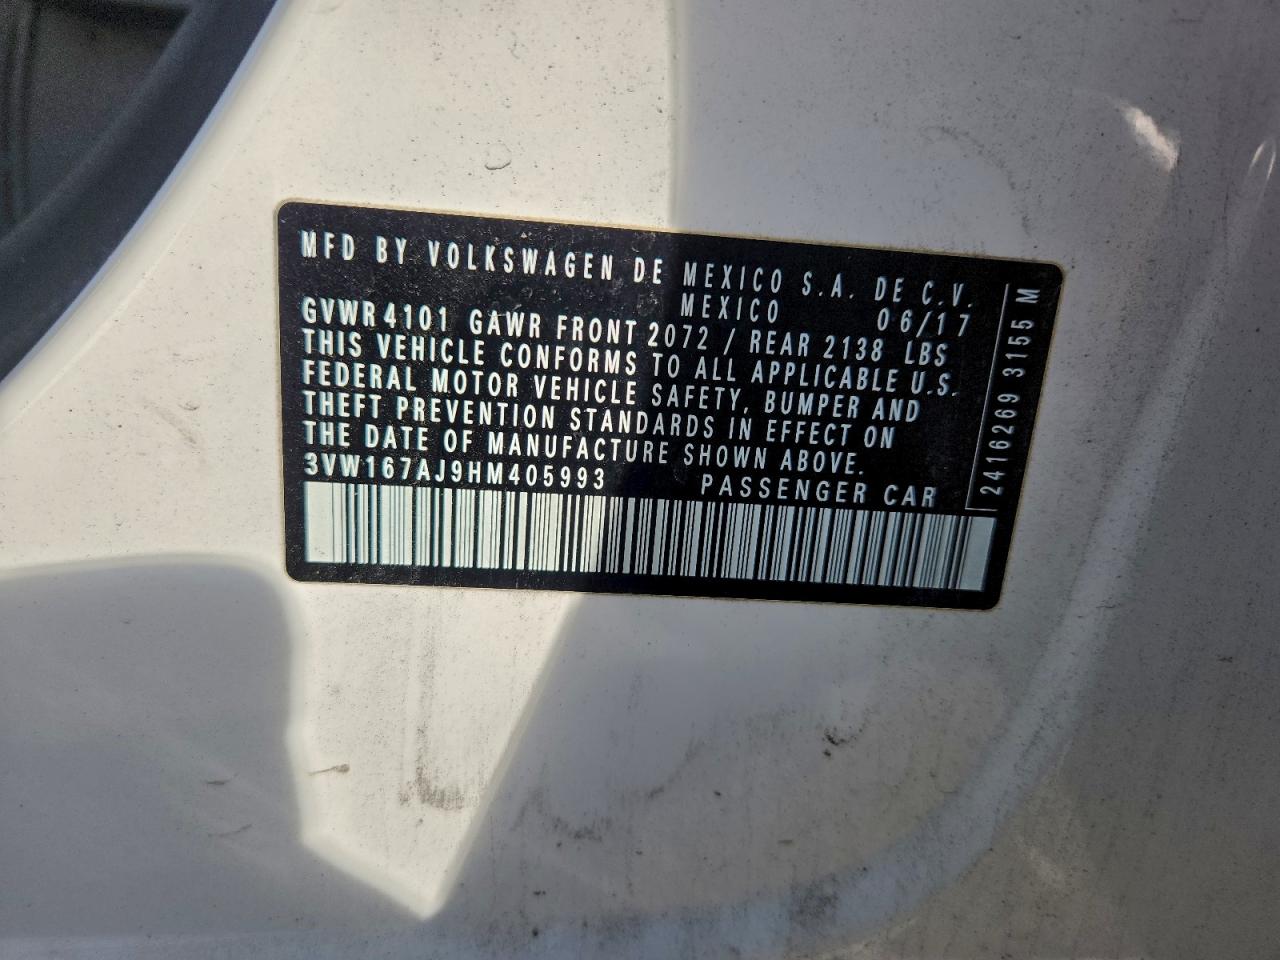 MFD BY VOLKSWAGEN DE MEXICO S.A. DE C.V.
MEXICO 06/17
GVWR 4101 GAWR FRONT 2072 / REAR 2138 LBS
THIS VEHICLE CONFORMS TO ALL APPLICABLE U.S.
FEDERAL MOTOR VEHICLE SAFETY, BUMPER AND
THEFT PREVENTION STANDARDS IN EFFECT ON
THE DATE OF MANUFACTURE SHOWN ABOVE.
3VW167AJ9HM405993 PASSENGER CAR
2416269 3155 M